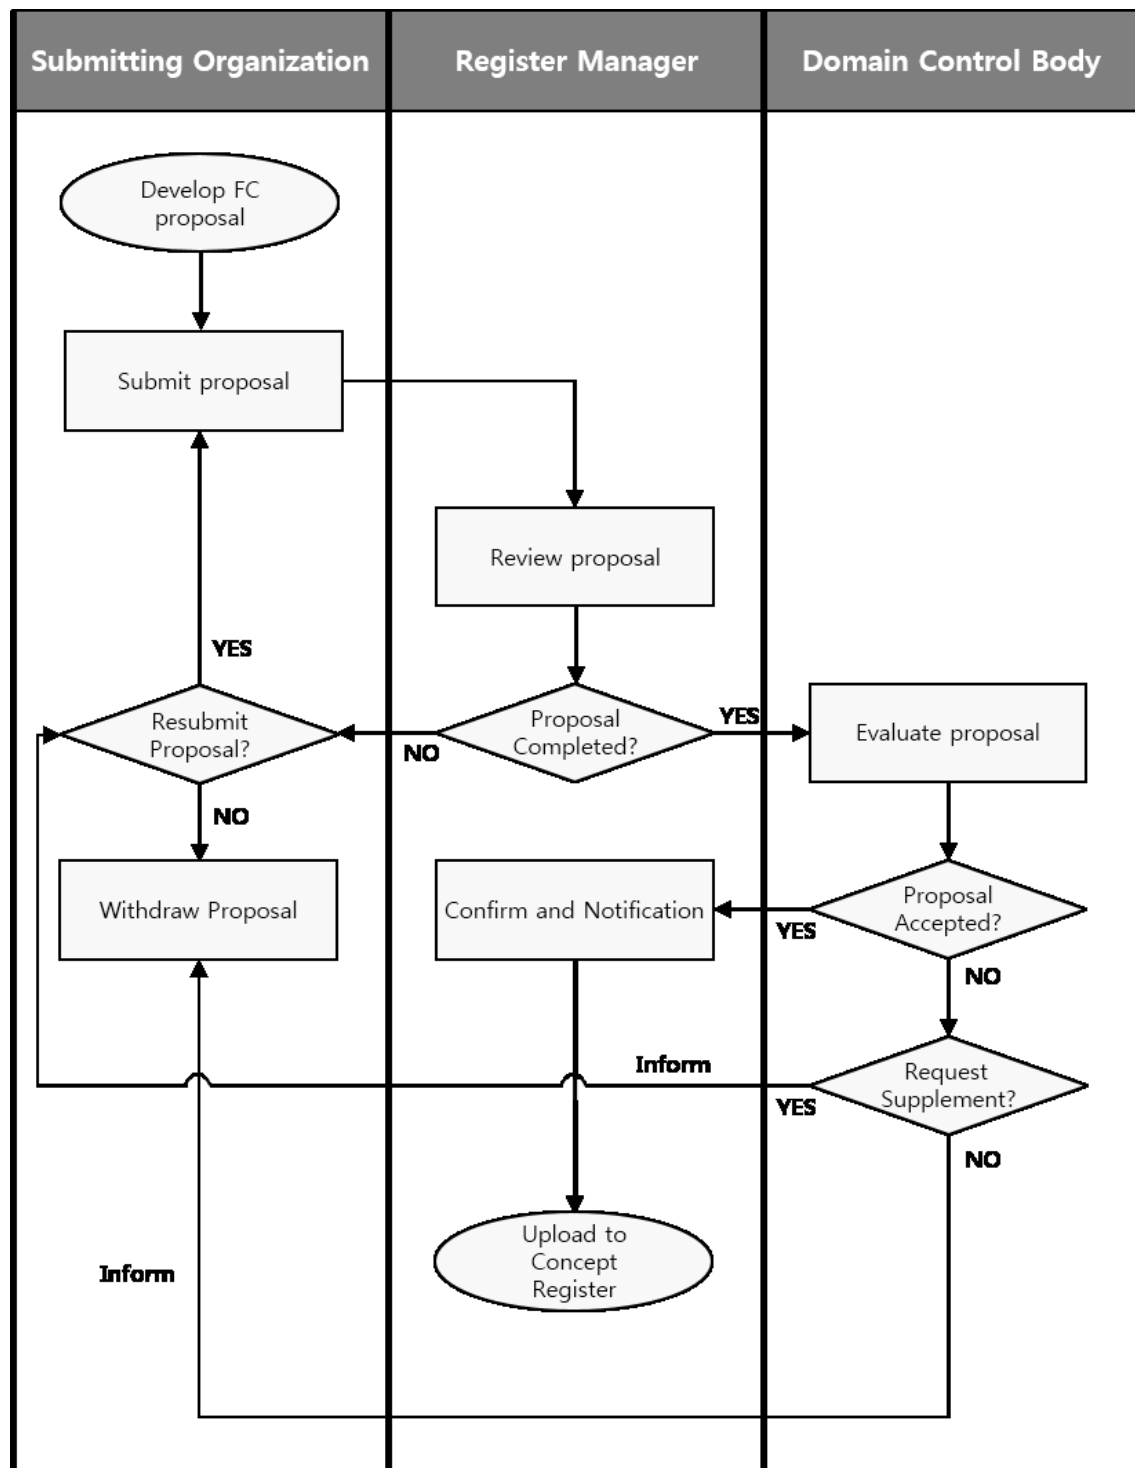 Submitting Organization
Register Manager
Domain Control Body
Develop FC
proposal
Submit proposal
Review proposal
YES
Resubmit
Proposal?
NO
Proposal
Completed?
YES
Evaluate proposal
NO
Withdraw Proposal
Confirm and Notification
YES
Proposal
Accepted?
NO
Inform
YES
Request
Supplement?
NO
Upload to
Concept
Register
Inform